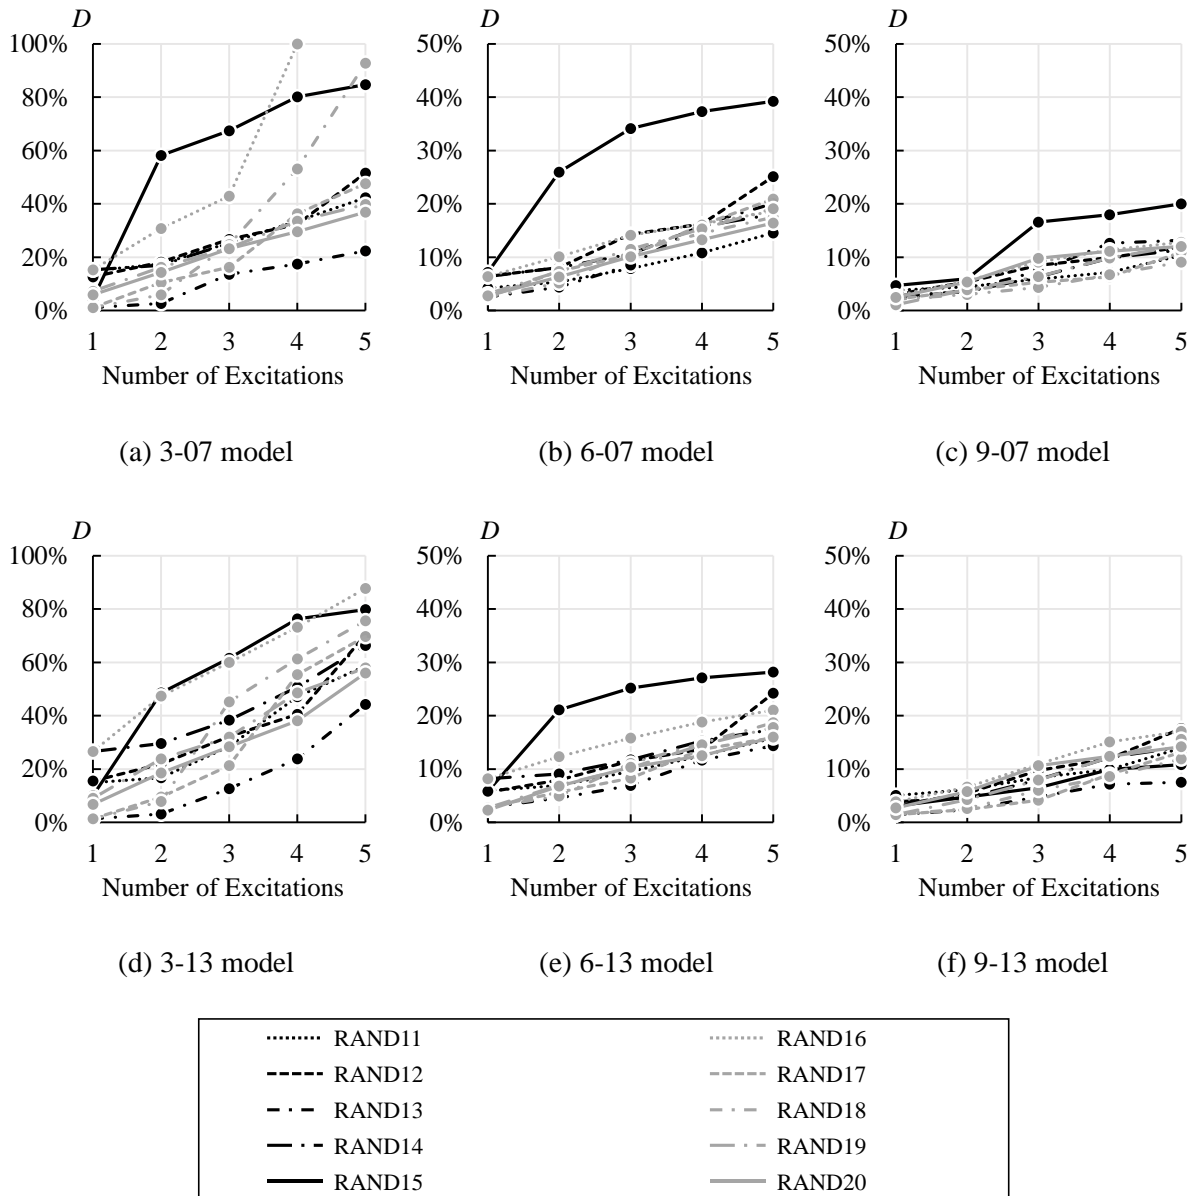 D D D
100% 50% 50%
80% 40% 40%
60% 30% 30%
40% 20% 20%
20% 10% 10%
0% 0% 0%
1 2 3 4 5 1 2 3 4 5 1 2 3 4 5
Number of Excitations Number of Excitations Number of Excitations
(a) 3-07 model (b) 6-07 model (c) 9-07 model
D D D
100% 50% 50%
80% 40% 40%
60% 30% 30%
40% 20% 20%
20% 10% 10%
0% 0% 0%
1 2 3 4 5 1 2 3 4 5 1 2 3 4 5
Number of Excitations Number of Excitations Number of Excitations
(d) 3-13 model (e) 6-13 model (f) 9-13 model
RAND11 RAND16
RAND12 RAND17
RAND13 RAND18
RAND14 RAND19
RAND15 RAND20